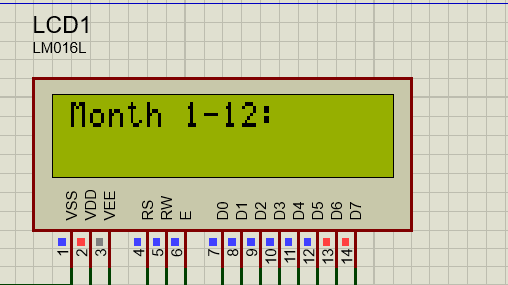 LCD1
LM016L
Month 1-12:
VSS VDD VEE RS RW E D0 D1 D2 D3 D4 D5 D6 D7
1 2 3 4 5 6 7 8 9 10 11 12 13 14